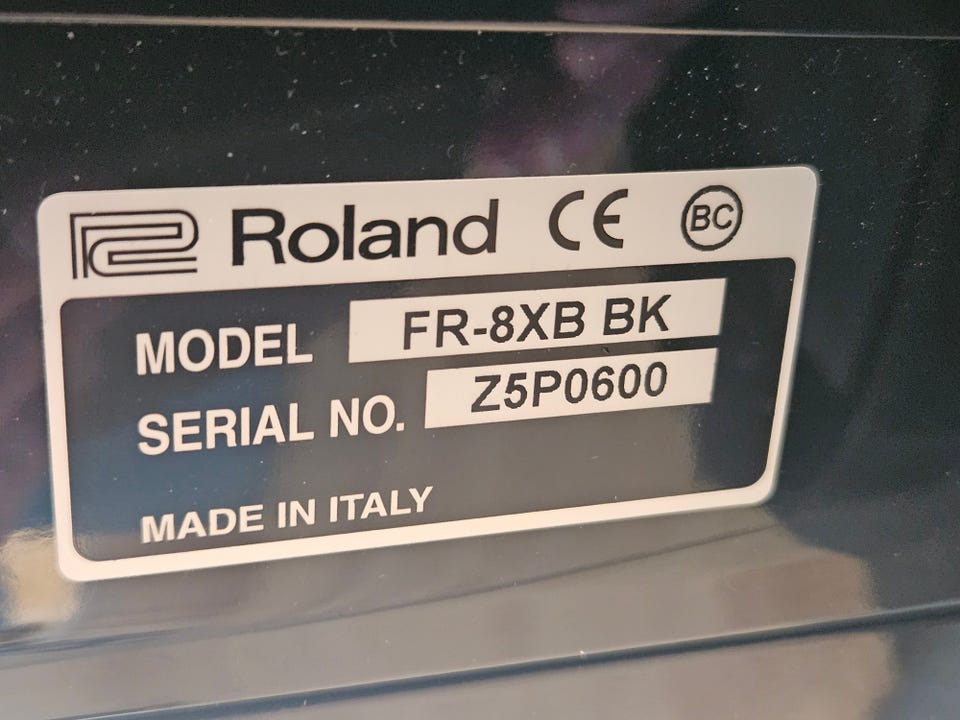 Roland CE BC
MODEL FR-8XB BK
SERIAL NO. Z5P0600
MADE IN ITALY